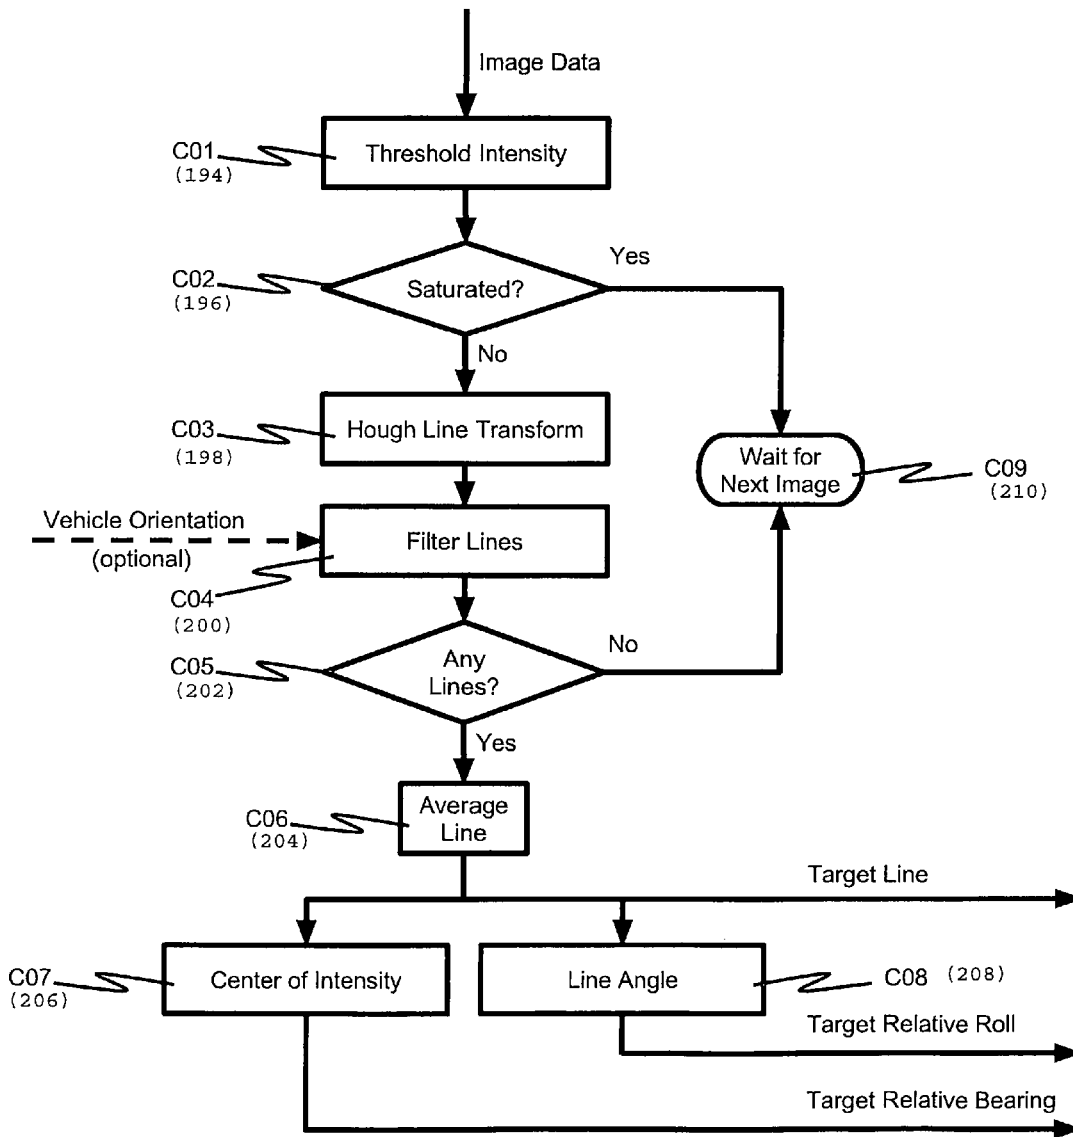 Image Data
C01
(194)
Threshold Intensity
Yes
C02
(196)
Saturated?
No
C03
(198)
Hough Line Transform
Wait for
Next Image
C09
(210)
Vehicle Orientation
(optional)
Filter Lines
C04
(200)
No
C05
(202)
Any
Lines?
Yes
C06
(204)
Average
Line
Target Line
C07
(206)
Center of Intensity
Line Angle
C08 (208)
Target Relative Roll
Target Relative Bearing